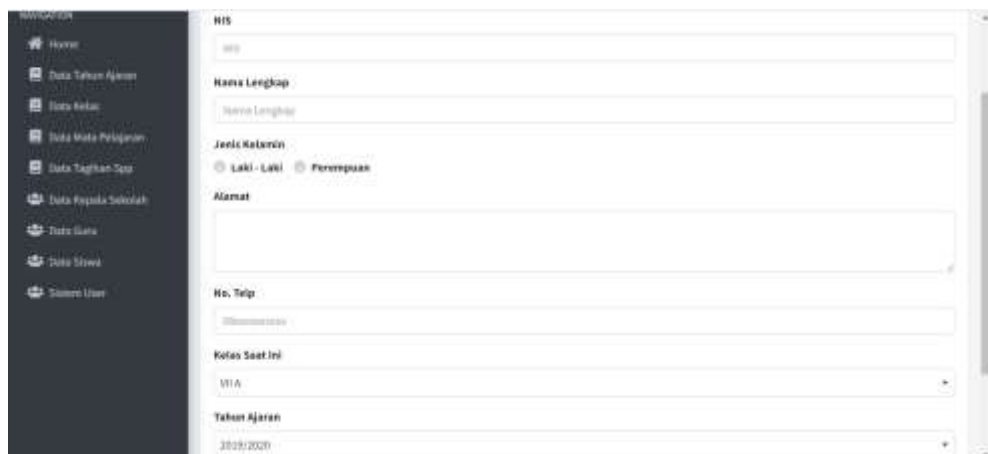 NAVIGATION
Home
Data Tahun Ajaran
Data Kelas
Data Mata Pelajaran
Data Tagihan Spp
Data Kepala Sekolah
Data Guru
Data Siswa
Sistem User
NIS
NIS
Nama Lengkap
Nama Lengkap
Jenis Kelamin
Laki - Laki Perempuan
Alamat
No. Telp
Kelas Saat Ini
VII A
Tahun Ajaran
2019/2020